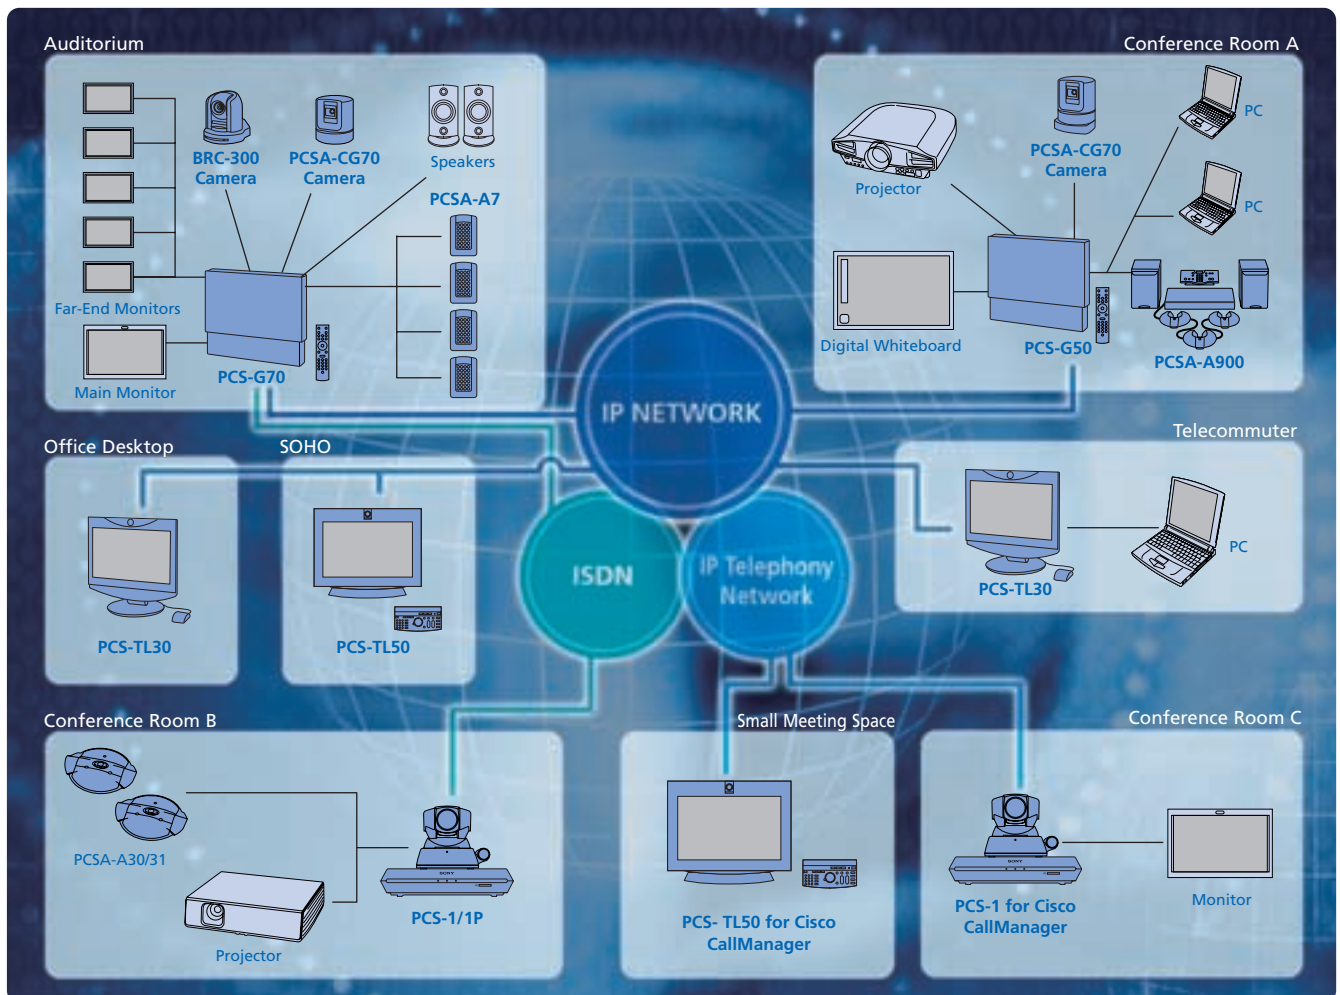 Auditorium
BRC-300
Camera
PCSA-CG70
Camera
Speakers
PCSA-A7
Far-End Monitors
Main Monitor
PCS-G70
Conference Room A
Projector
PCSA-CG70
Camera
PC
PC
Digital Whiteboard
PCS-G50
PCSA-A900
IP NETWORK
ISDN
IP Telephony
Network
Office Desktop
PCS-TL30
SOHO
PCS-TL50
Telecommuter
PCS-TL30
PC
Conference Room B
PCSA-A30/31
Projector
SONY
PCS-1/1P
Small Meeting Space
PCS- TL50 for Cisco
CallManager
Conference Room C
SONY
PCS-1 for Cisco
CallManager
Monitor